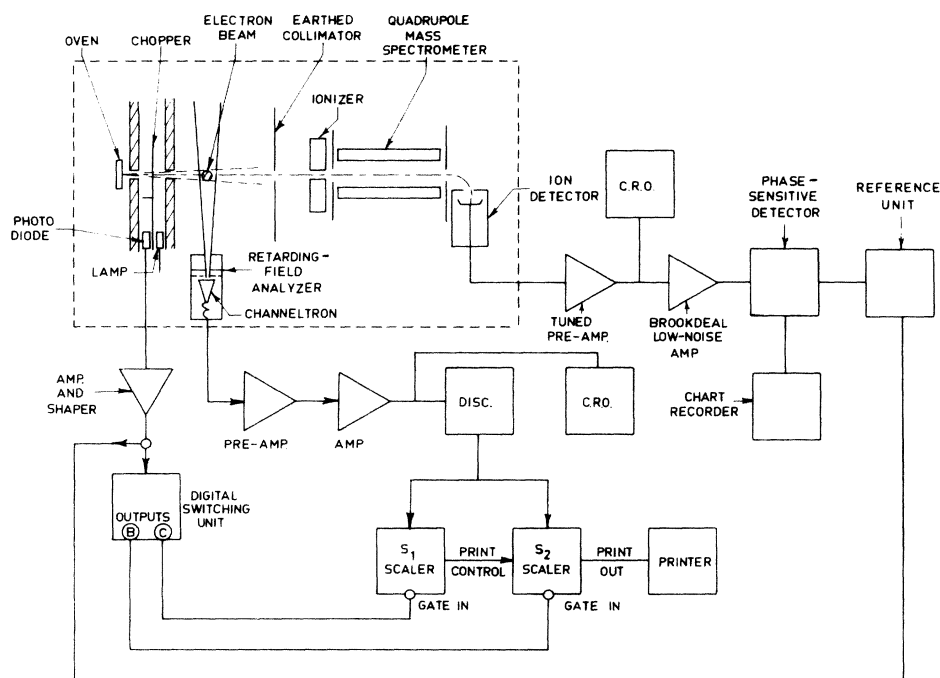 OVEN
CHOPPER
ELECTRON
BEAM
EARTHED
COLLIMATOR
QUADRUPOLE
MASS
SPECTROMETER
IONIZER
PHOTO
DIODE
LAMP
RETARDING-
FIELD
ANALYZER
CHANNELTRON
ION
DETECTOR
C.R.O.
PHASE-
SENSITIVE
DETECTOR
REFERENCE
UNIT
TUNED
PRE-AMP.
BROOKDEAL
LOW-NOISE
AMP
CHART
RECORDER
AMP.
AND
SHAPER
PRE-AMP.
AMP
DISC.
C.R.O.
DIGITAL
SWITCHING
UNIT
OUTPUTS
B C
S1
SCALER
PRINT
CONTROL
S2
SCALER
PRINT
OUT
PRINTER
GATE IN
GATE IN